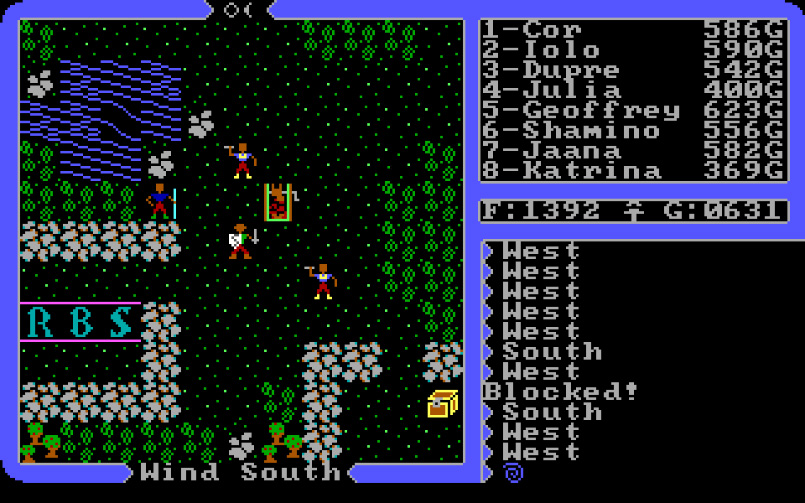 1-Cor 586G
2-Iolo 590G
3-Dupre 542G
4-Julia 400G
5-Geoffrey 623G
6-Shamino 556G
7-Jaana 582G
8-Katrina 369G
F:1392 G:0631
West
West
West
West
West
South
West
Blocked!
South
West
West
R B S
Wind South